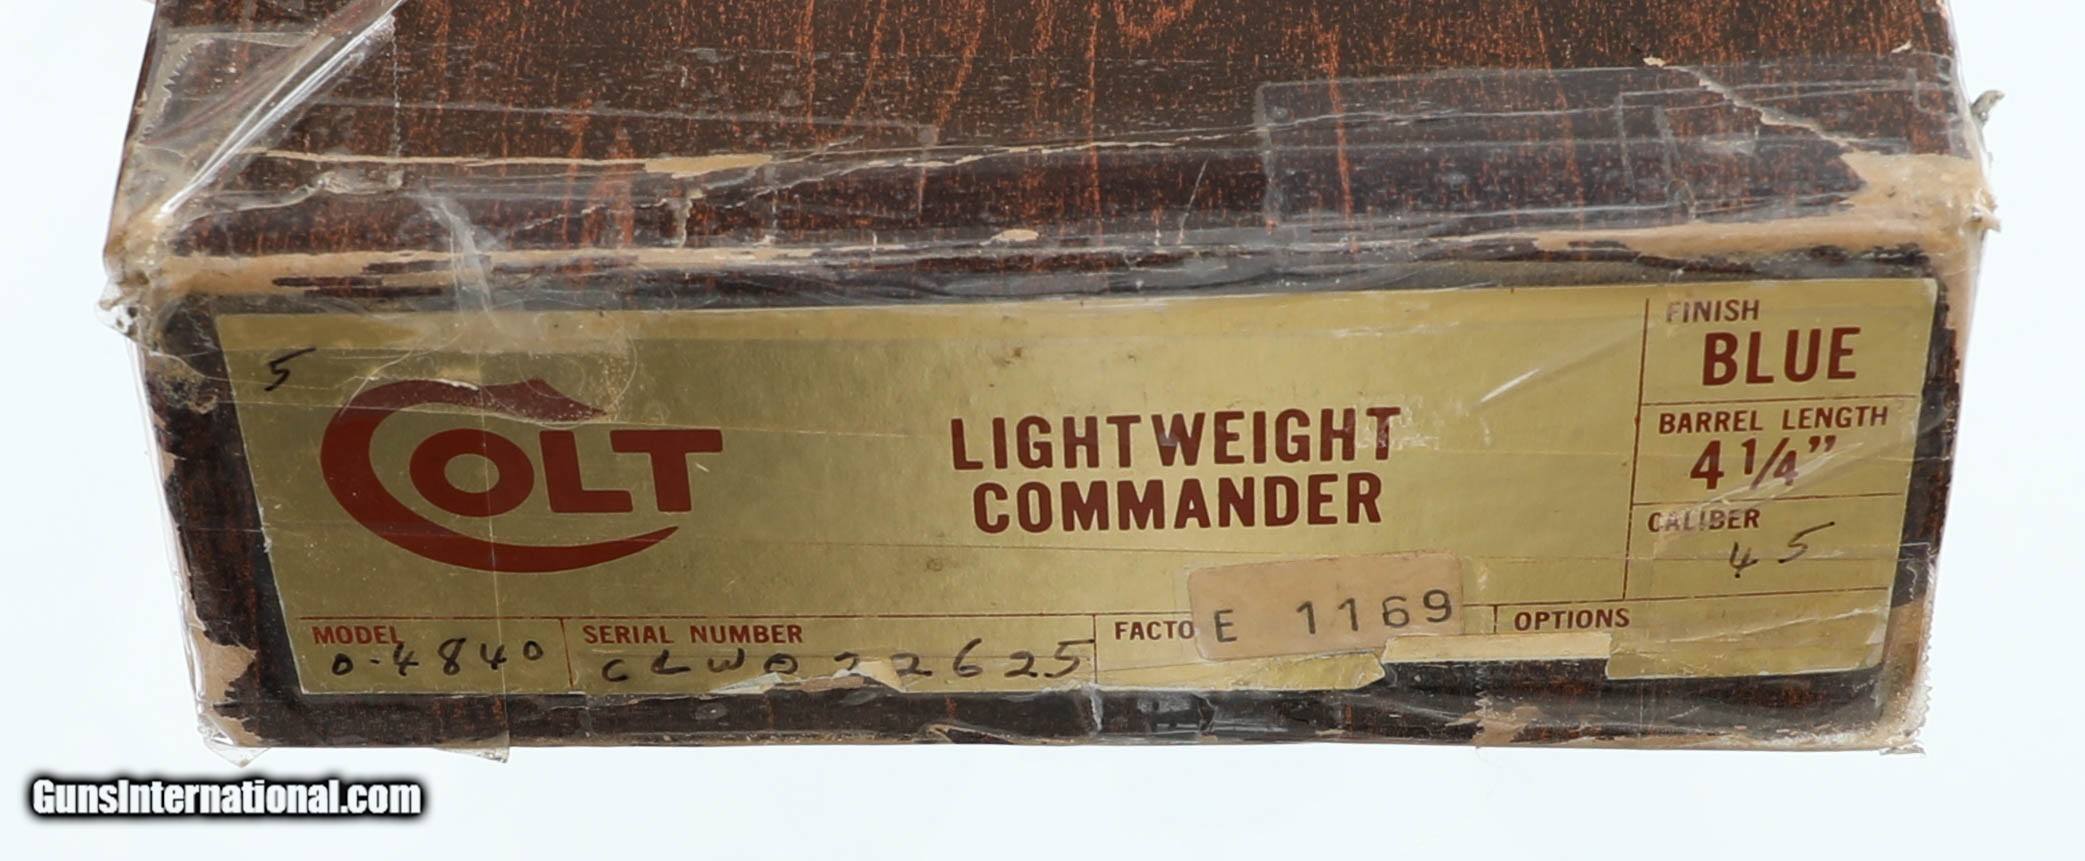 5
COLT
LIGHTWEIGHT
COMMANDER
FINISH
BLUE
BARREL LENGTH
4 1/4"
CALIBER
45
MODEL
0-4840
SERIAL NUMBER
CLW022625
FACTO
E 1169
OPTIONS
GunsInternational.com